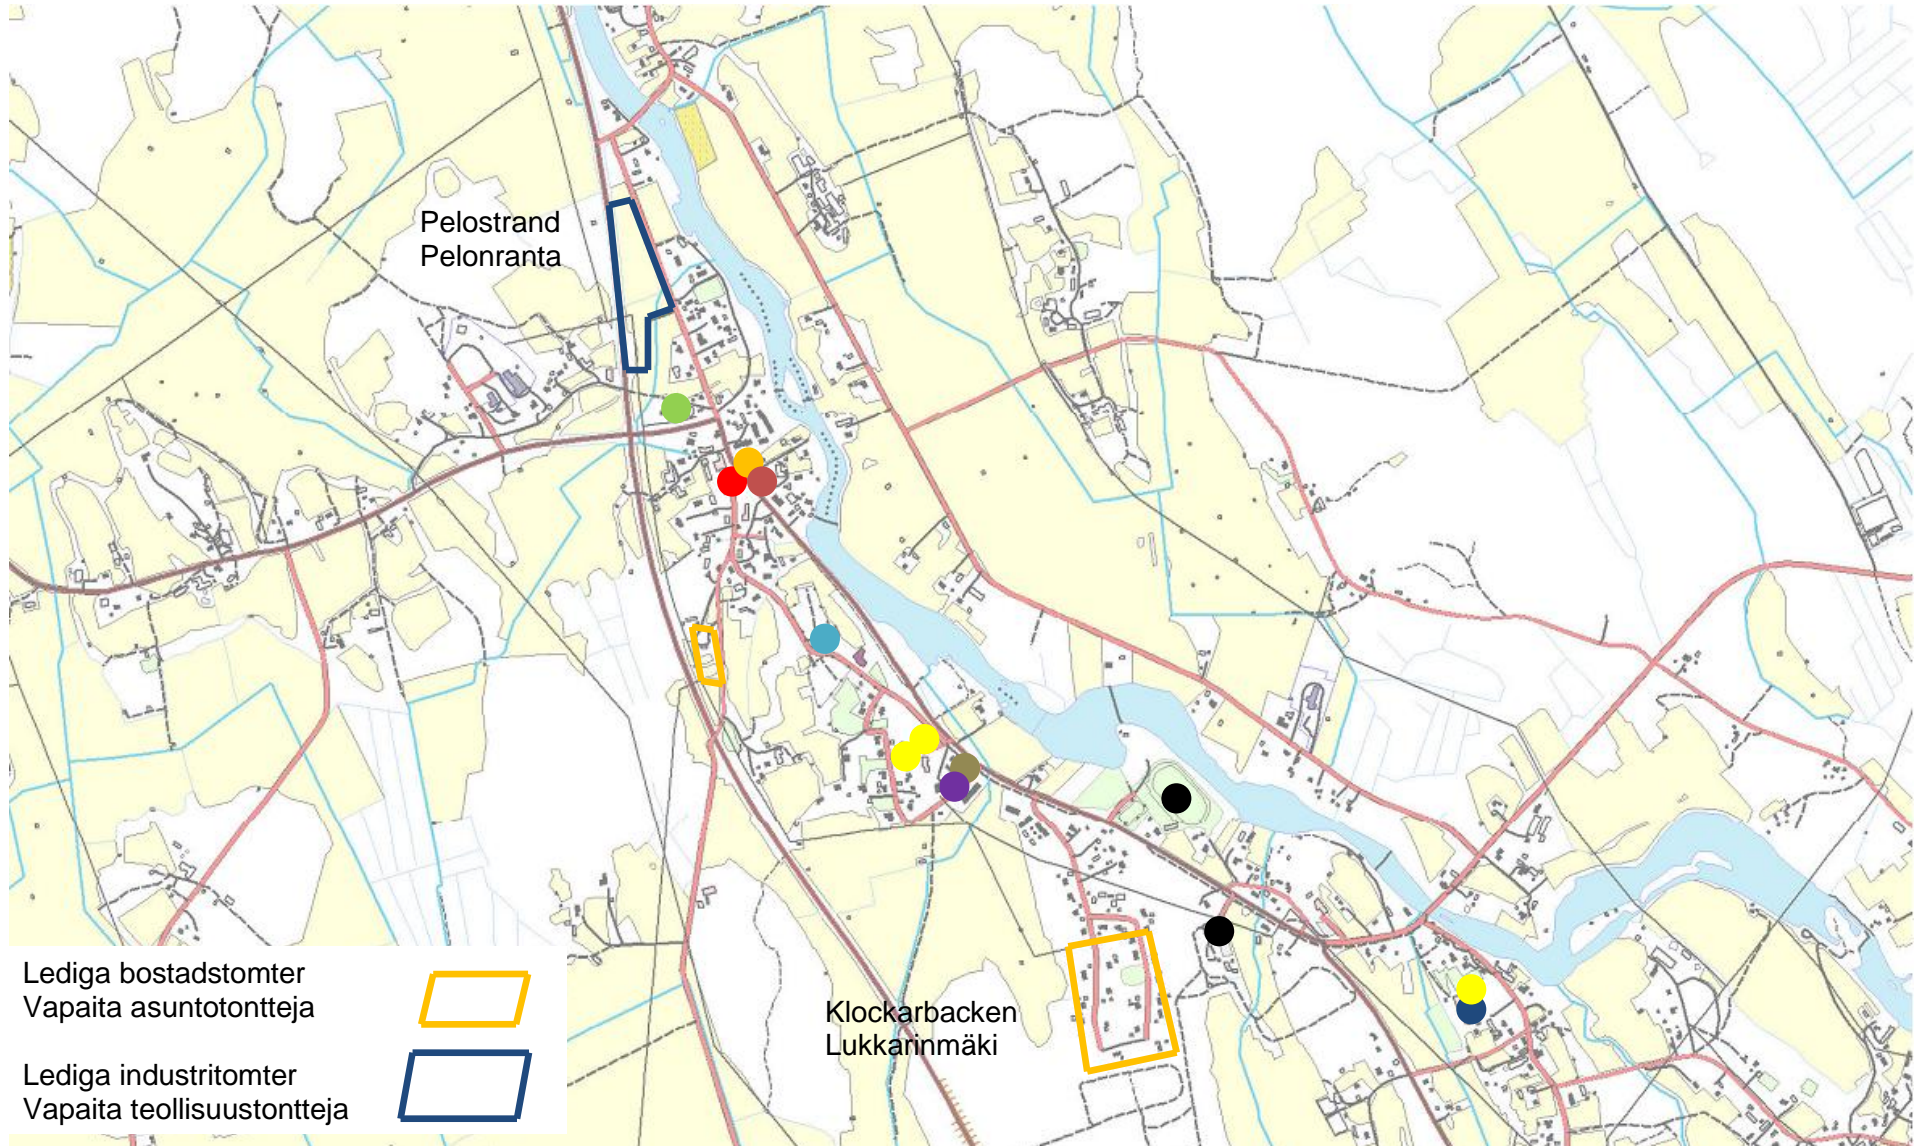 Pelostrand
Pelonranta
Klockarbacken
Lukkarinmäki
Lediga bostadstomter
Vapaita asuntotontteja
Lediga industritomter
Vapaita teollisuustontteja